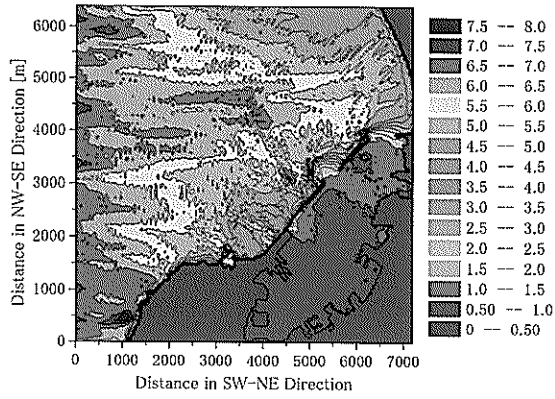 6000
5000
4000
3000
2000
1000
0
Distance in NW-SE Direction [m]
0 1000 2000 3000 4000 5000 6000 7000
Distance in SW-NE Direction
7.5 -- 8.0
7.0 -- 7.5
6.5 -- 7.0
6.0 -- 6.5
5.5 -- 6.0
5.0 -- 5.5
4.5 -- 5.0
4.0 -- 4.5
3.5 -- 4.0
3.0 -- 3.5
2.5 -- 3.0
2.0 -- 2.5
1.5 -- 2.0
1.0 -- 1.5
0.50 -- 1.0
0 -- 0.50